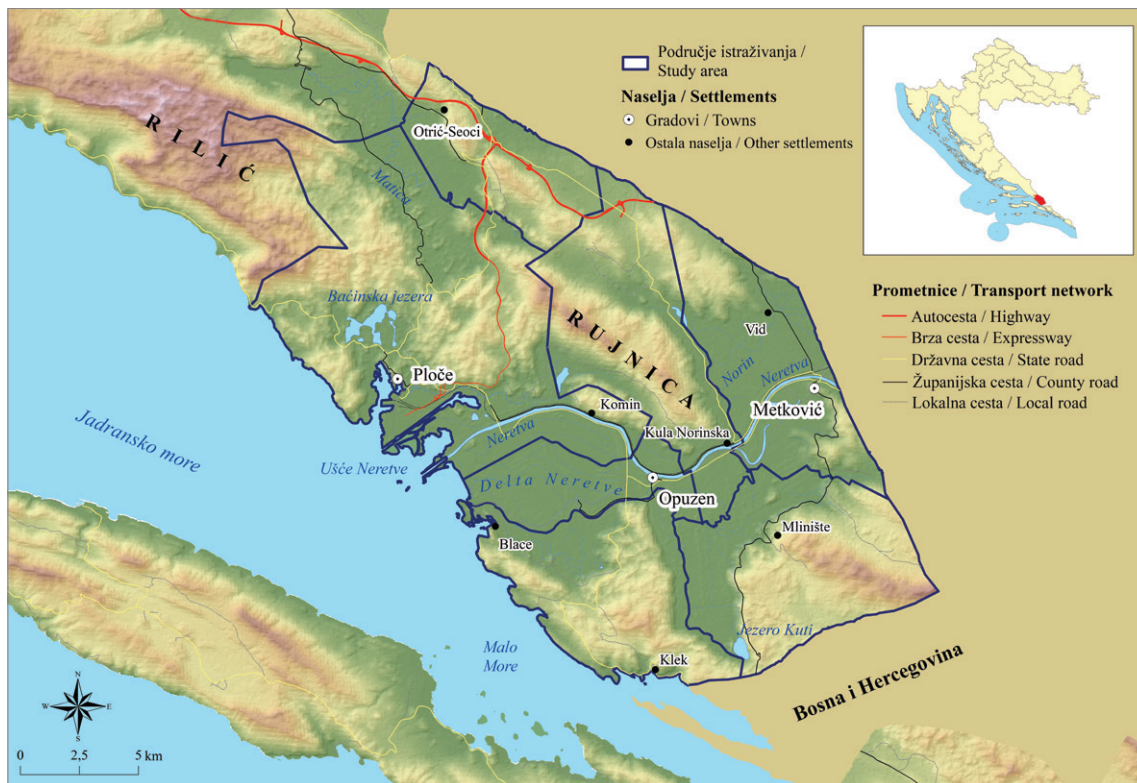 Područje istraživanja /
Study area
Naselja / Settlements
Gradovi / Towns
Ostala naselja / Other settlements
Prometnice / Transport network
Autocesta / Highway
Brza cesta / Expressway
Državna cesta / State road
Županijska cesta / County road
Lokalna cesta / Local road
RILIĆ
Otrić-Seoci
Matica
Baćinska jezera
RUJNICA
Vid
Norin
Neretva
Ploče
Metković
Komin
Kula Norinska
Jadransko more
Neretva
Ušće Neretve
Delta Neretve
Opuzen
Blace
Mlinište
Malo
More
Jezero Kuti
Klek
Bosna i Hercegovina
N
W E
S
0 2,5 5 km